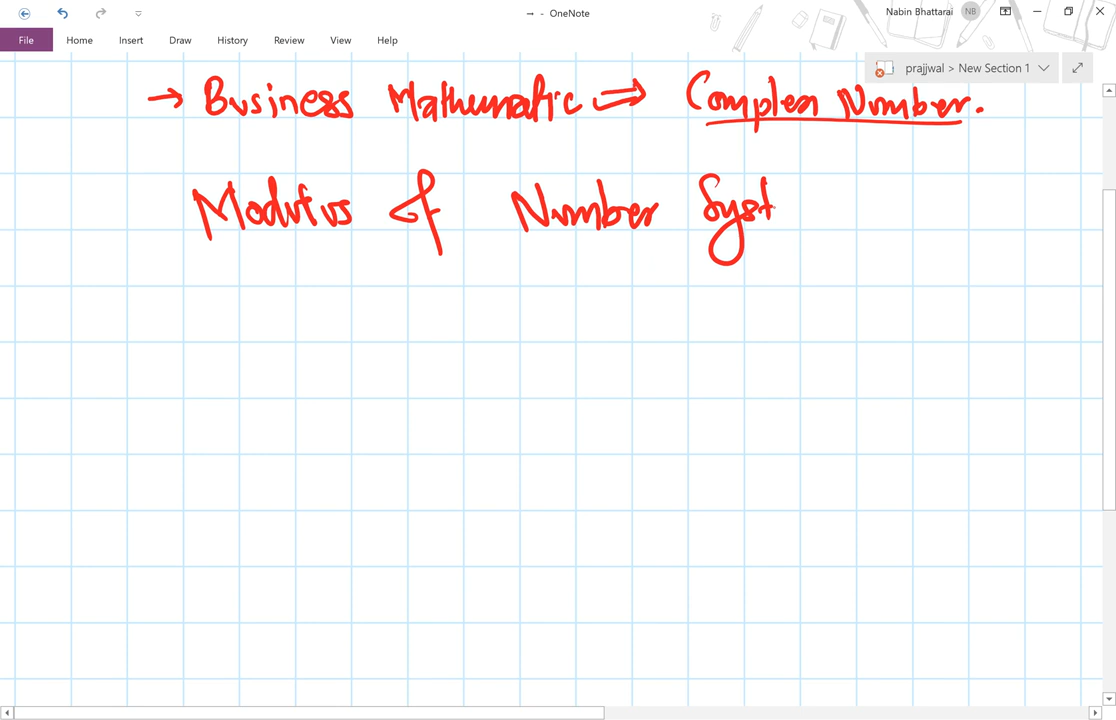 → - OneNote
Nabin Bhattarai NB
File Home Insert Draw History Review View Help
prajjwal > New Section 1
→ Business Mathematic ⇒ Complex Number.
Modulus of Number Syst